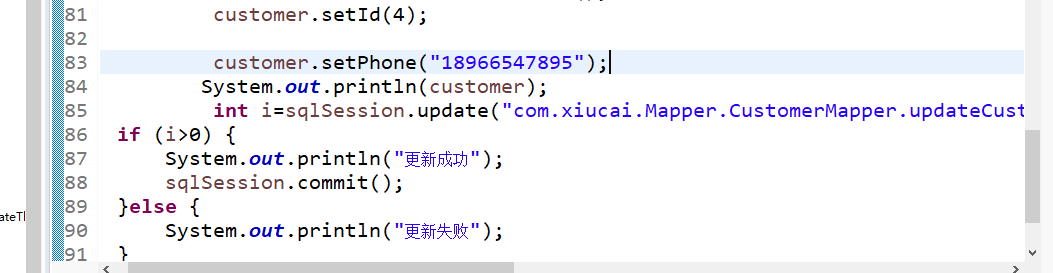 81 customer.setId(4);
82
83 customer.setPhone("18966547895");
84 System.out.println(customer);
85 int i=sqlSession.update("com.xiucai.Mapper.CustomerMapper.updateCust
86 if (i>0) {
87 System.out.println("更新成功");
88 sqlSession.commit();
89 }else {
90 System.out.println("更新失败");
91 }